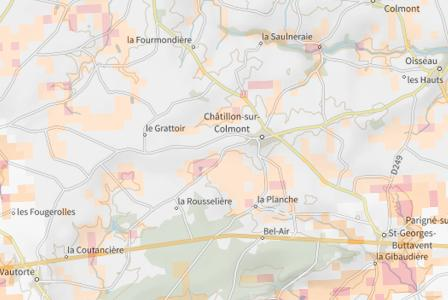 Colmont
la Fourmondière
la Saulneraie
Oisseau
les Hauts
Châtillon-sur-
Colmont
le Grattoir
D249
la Rousselière
la Planche
les Fougerolles
Parigné-su
St-Georges-
Buttavent
Bel-Air
la Coutancière
la Gibaudière
Vautorte